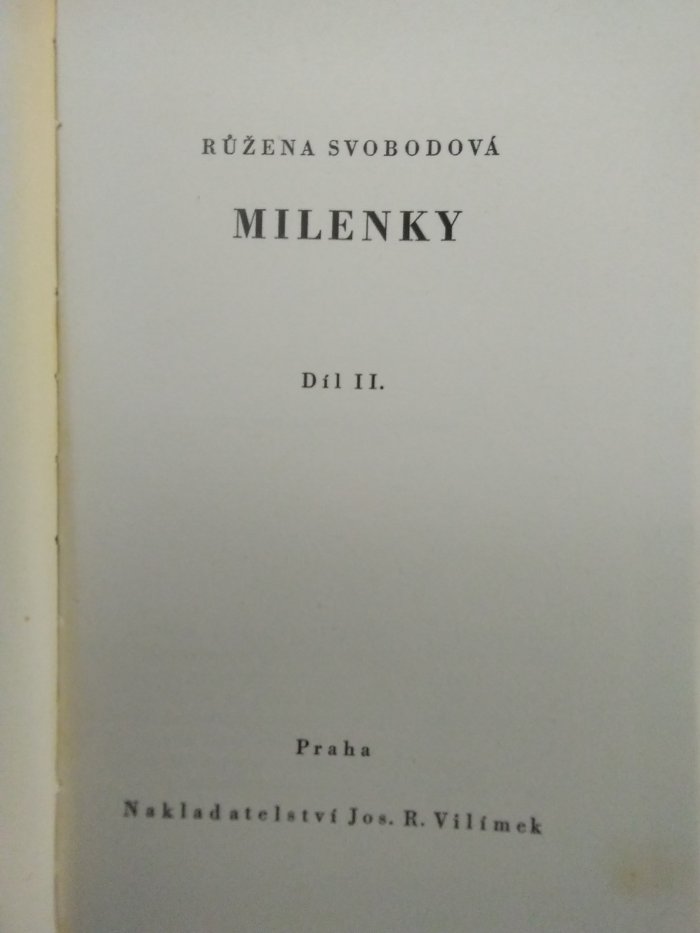 RŮŽENA SVOBODOVÁ
MILENKY
Díl II.
Praha
Nakladatelství Jos. R. Vilímek